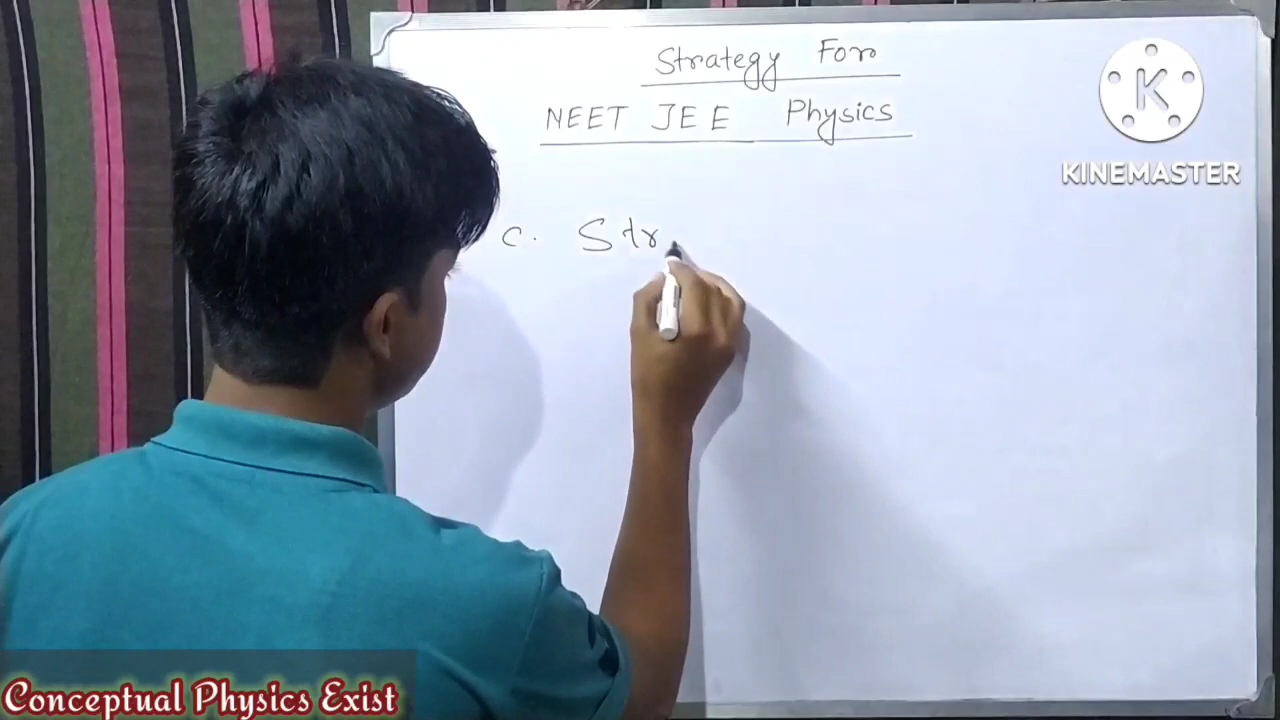 Strategy For
NEET JEE Physics
c. Str
KINEMASTER
Conceptual Physics Exist